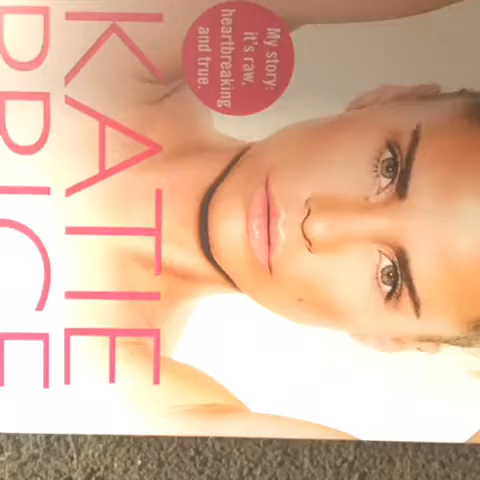 My story:
it's raw,
heartbreaking
and true.
KATIE
PRICE